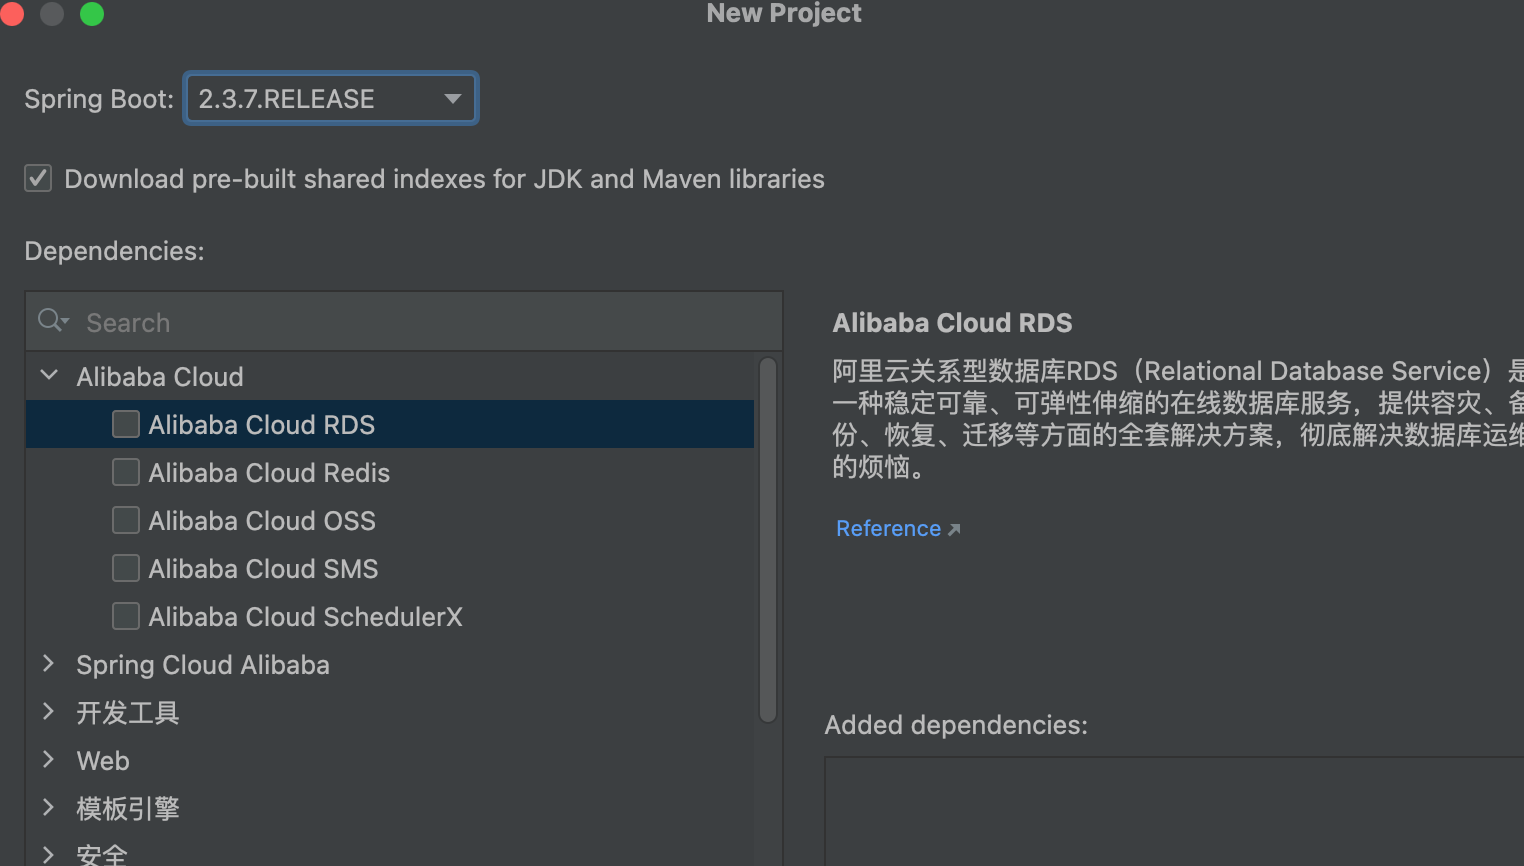 New Project
Spring Boot:
2.3.7.RELEASE
Download pre-built shared indexes for JDK and Maven libraries
Dependencies:
Search
Alibaba Cloud
Alibaba Cloud RDS
Alibaba Cloud Redis
Alibaba Cloud OSS
Alibaba Cloud SMS
Alibaba Cloud SchedulerX
Spring Cloud Alibaba
开发工具
Web
模板引擎
安全
Alibaba Cloud RDS
阿里云关系型数据库RDS（Relational Database Service）是
一种稳定可靠、可弹性伸缩的在线数据库服务，提供容灾、备
份、恢复、迁移等方面的全套解决方案，彻底解决数据库运维
的烦恼。
Reference
Added dependencies: